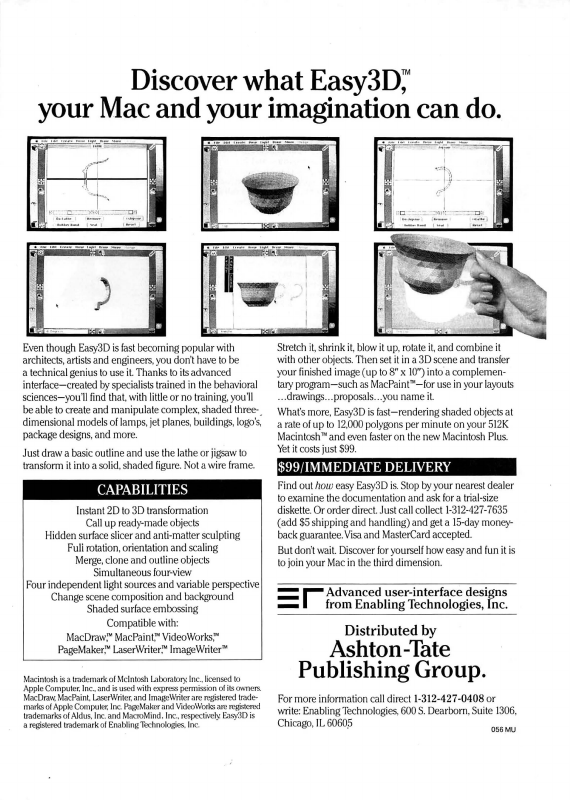 Discover what Easy3D,™
your Mac and your imagination can do.
Even though Easy3D is fast becoming popular with
architects, artists and engineers, you don't have to be
a technical genius to use it. Thanks to its advanced
interface—created by specialists trained in the behavioral
sciences—you'll find that, with little or no training, you'll
be able to create and manipulate complex, shaded three-
dimensional models of lamps, jet planes, buildings, logo's,
package designs, and more.
Just draw a basic outline and use the lathe or jigsaw to
transform it into a solid, shaded figure. Not a wire frame.
CAPABILITIES
Instant 2D to 3D transformation
Call up ready-made objects
Hidden surface slicer and anti-matter sculpting
Full rotation, orientation and scaling
Merge, clone and outline objects
Simultaneous four-view
Four independent light sources and variable perspective
Change scene composition and background
Shaded surface embossing
Compatible with:
MacDraw,™ MacPaint,™ VideoWorks,™
PageMaker,™ LaserWriter,™ ImageWriter™
Macintosh is a trademark of McIntosh Laboratory, Inc., licensed to
Apple Computer, Inc., and is used with express permission of its owners.
MacDraw, MacPaint, LaserWriter, and ImageWriter are registered trade-
marks of Apple Computer, Inc. PageMaker and VideoWorks are registered
trademarks of Aldus, Inc. and MacroMind, Inc., respectively. Easy3D is
a registered trademark of Enabling Technologies, Inc.
Stretch it, shrink it, blow it up, rotate it, and combine it
with other objects. Then set it in a 3D scene and transfer
your finished image (up to 8" x 10") into a complemen-
tary program—such as MacPaint™—for use in your layouts
...drawings...proposals...you name it.
What's more, Easy3D is fast—rendering shaded objects at
a rate of up to 12,000 polygons per minute on your 512K
Macintosh™ and even faster on the new Macintosh Plus.
Yet it costs just $99.
$99/IMMEDIATE DELIVERY
Find out how easy Easy3D is. Stop by your nearest dealer
to examine the documentation and ask for a trial-size
diskette. Or order direct. Just call collect 1-312-427-7635
(add $5 shipping and handling) and get a 15-day money-
back guarantee. Visa and MasterCard accepted.
But don't wait. Discover for yourself how easy and fun it is
to join your Mac in the third dimension.
Advanced user-interface designs
from Enabling Technologies, Inc.
Distributed by
Ashton-Tate
Publishing Group.
For more information call direct 1-312-427-0408 or
write: Enabling Technologies, 600 S. Dearborn, Suite 1306,
Chicago, IL 60605
056 MU